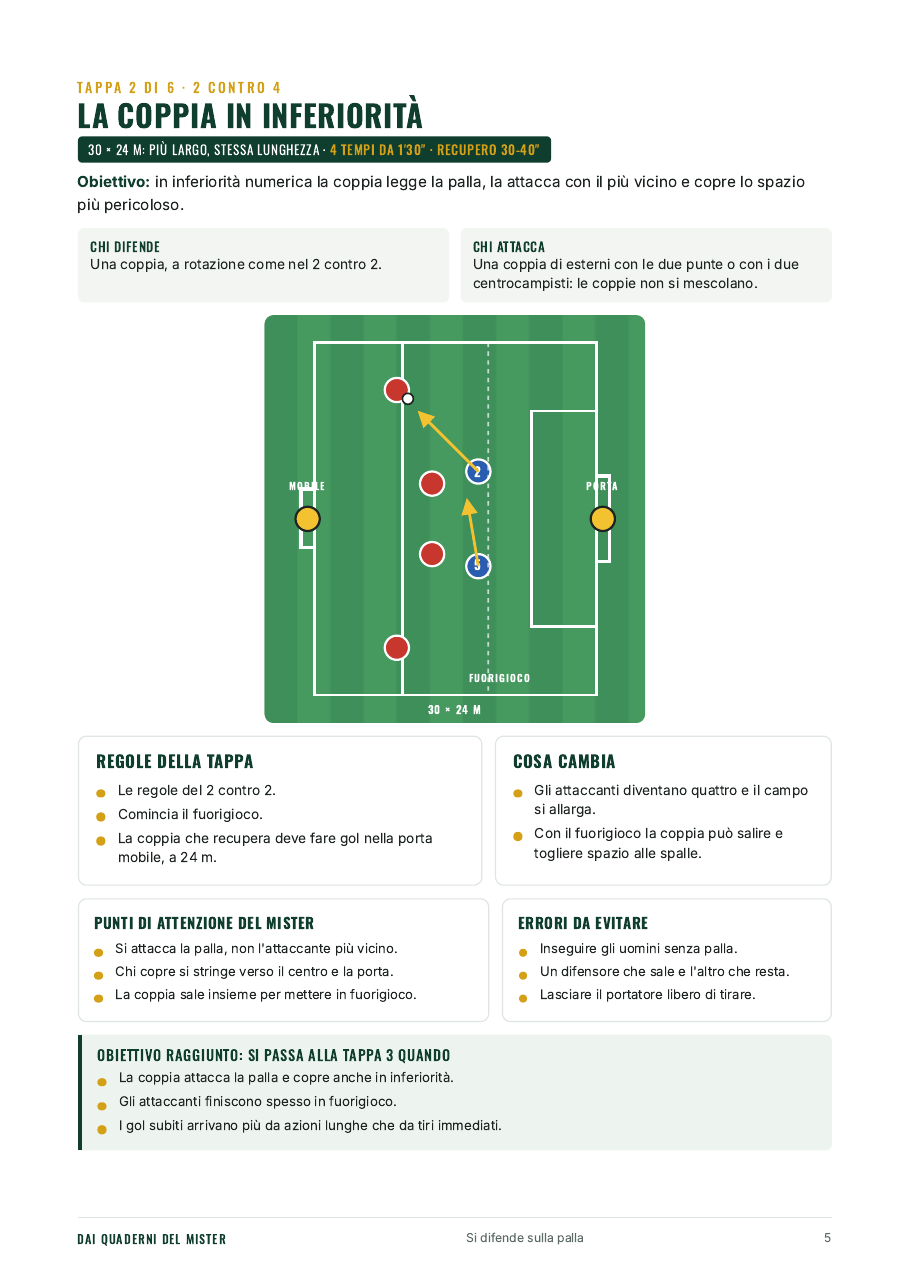 TAPPA 2 DI 6 · 2 CONTRO 4
LA COPPIA IN INFERIORITÀ
30 × 24 M: PIÙ LARGO, STESSA LUNGHEZZA · 4 TEMPI DA 1'30" · RECUPERO 30-40"
Obiettivo: in inferiorità numerica la coppia legge la palla, la attacca con il più vicino e copre lo spazio
più pericoloso.
CHI DIFENDE
Una coppia, a rotazione come nel 2 contro 2.
CHI ATTACCA
Una coppia di esterni con le due punte o con i due
centrocampisti: le coppie non si mescolano.
2
MOBILE
PORTA
5
FUORIGIOCO
30 × 24 M
REGOLE DELLA TAPPA
Le regole del 2 contro 2.
Comincia il fuorigioco.
La coppia che recupera deve fare gol nella porta
mobile, a 24 m.
COSA CAMBIA
Gli attaccanti diventano quattro e il campo
si allarga.
Con il fuorigioco la coppia può salire e
togliere spazio alle spalle.
PUNTI DI ATTENZIONE DEL MISTER
Si attacca la palla, non l'attaccante più vicino.
Chi copre si stringe verso il centro e la porta.
La coppia sale insieme per mettere in fuorigioco.
ERRORI DA EVITARE
Inseguire gli uomini senza palla.
Un difensore che sale e l'altro che resta.
Lasciare il portatore libero di tirare.
OBIETTIVO RAGGIUNTO: SI PASSA ALLA TAPPA 3 QUANDO
La coppia attacca la palla e copre anche in inferiorità.
Gli attaccanti finiscono spesso in fuorigioco.
I gol subiti arrivano più da azioni lunghe che da tiri immediati.
DAI QUADERNI DEL MISTER
Si difende sulla palla
5